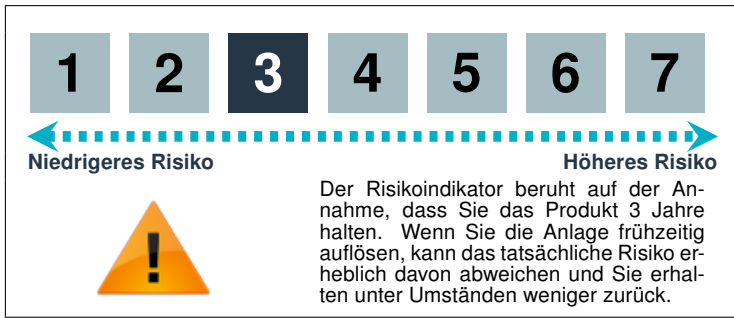 1 2 3 4 5 6 7
Niedrigeres Risiko Höheres Risiko
!
Der Risikoindikator beruht auf der An-
nahme, dass Sie das Produkt 3 Jahre
halten. Wenn Sie die Anlage frühzeitig
auflösen, kann das tatsächliche Risiko er-
heblich davon abweichen und Sie erhal-
ten unter Umständen weniger zurück.